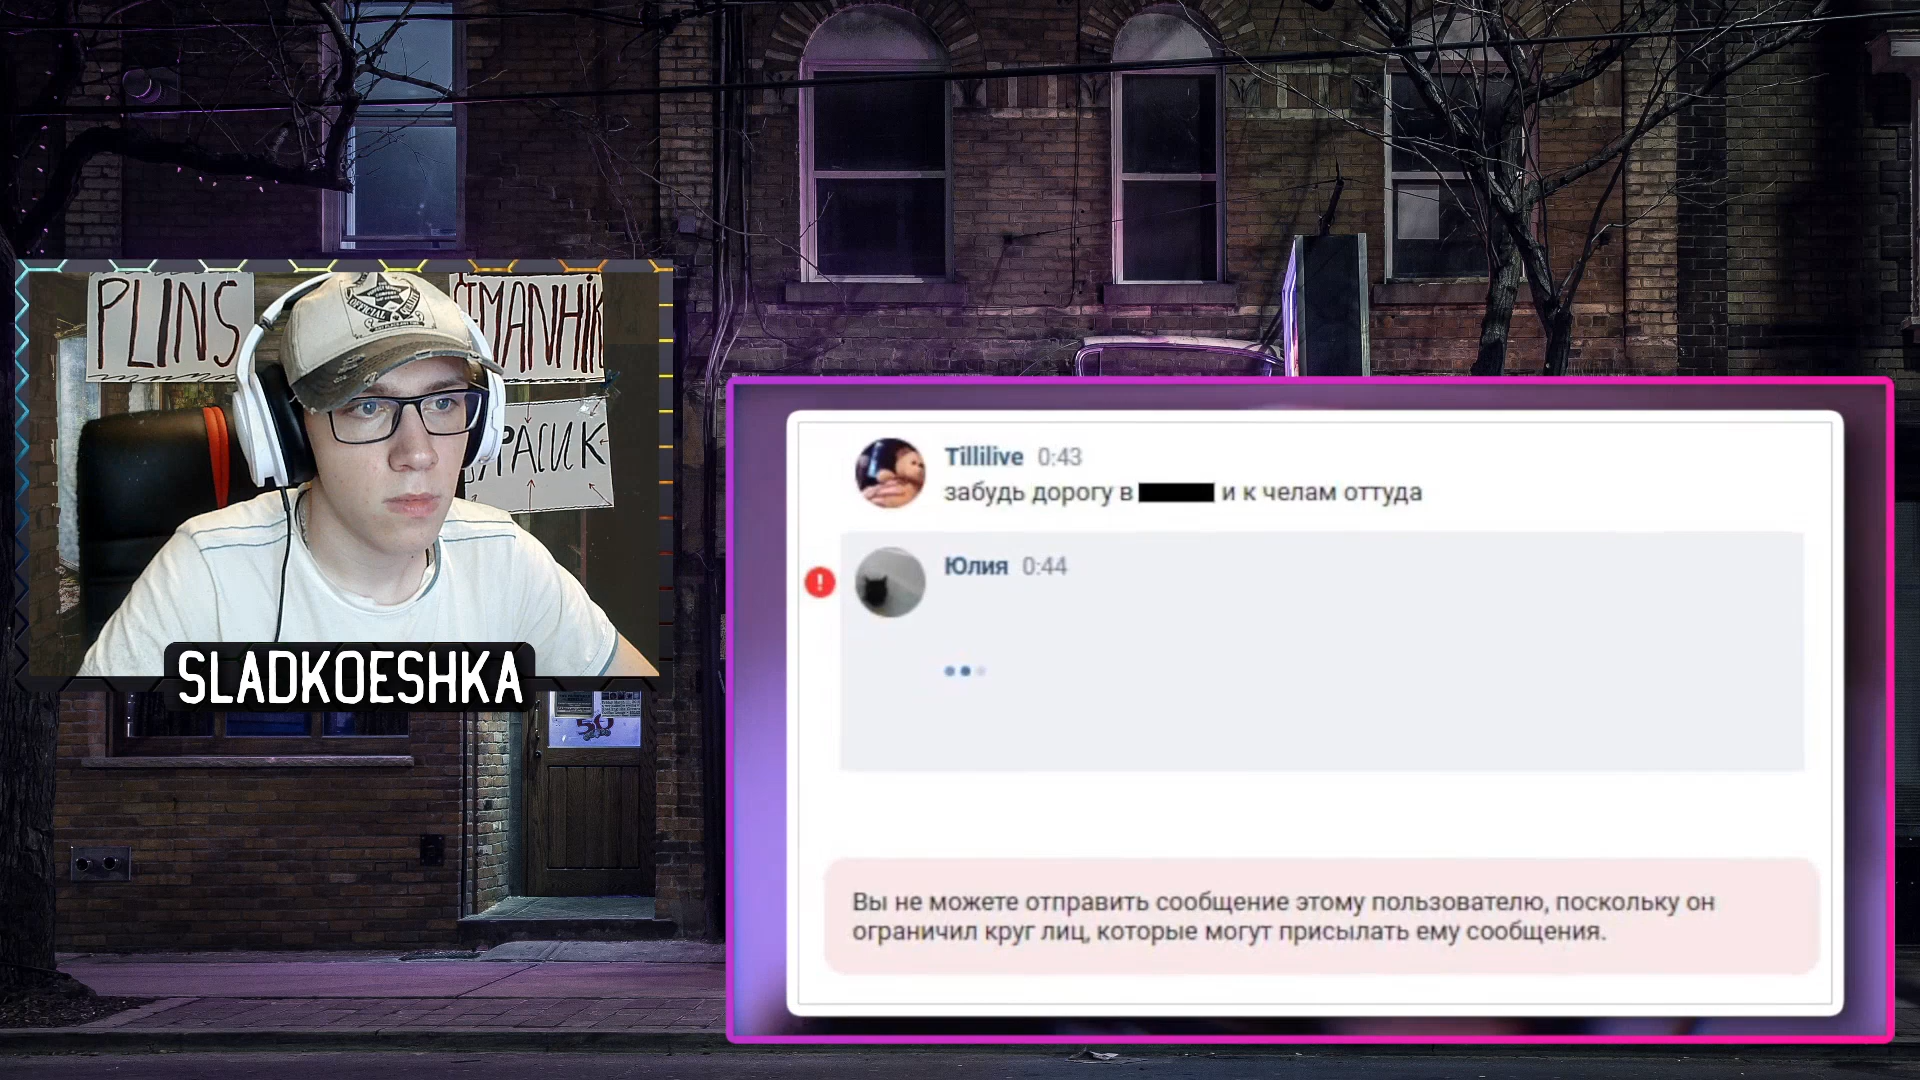 PLINS
OFFICIAL
SLADKOESHKA
Tillilive 0:43
забудь дорогу в и к челам оттуда
Юлия 0:44
Вы не можете отправить сообщение этому пользователю, поскольку он
ограничил круг лиц, которые могут присылать ему сообщения.